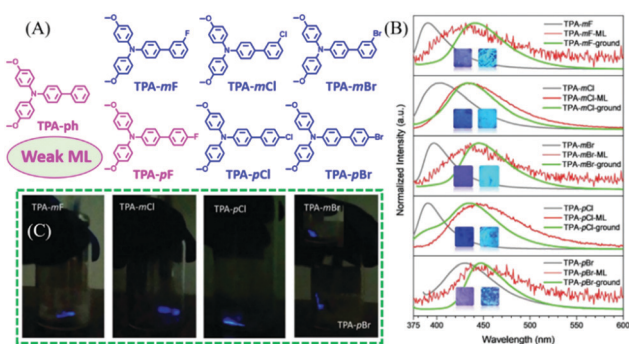 (A)
O
F
O
Cl
O
Br
N
N
N
O
O
O
TPA-mF
TPA-mCl
TPA-mBr
O
N
O
TPA-ph
Weak ML
O
O
O
N
F
N
Cl
N
Br
O
O
O
TPA-pF
TPA-pCl
TPA-pBr
(C)
TPA-mF
TPA-mCl
TPA-pCl
TPA-mBr
TPA-pBr
(B)
Normalized Intensity (a.u.)
TPA-mF
TPA-mF-ML
TPA-mF-ground
TPA-mCl
TPA-mCl-ML
TPA-mCl-ground
TPA-mBr
TPA-mBr-ML
TPA-mBr-ground
TPA-pCl
TPA-pCl-ML
TPA-pCl-ground
TPA-pBr
TPA-pBr-ML
TPA-pBr-ground
375 400 450 500 550 600
Wavelength (nm)